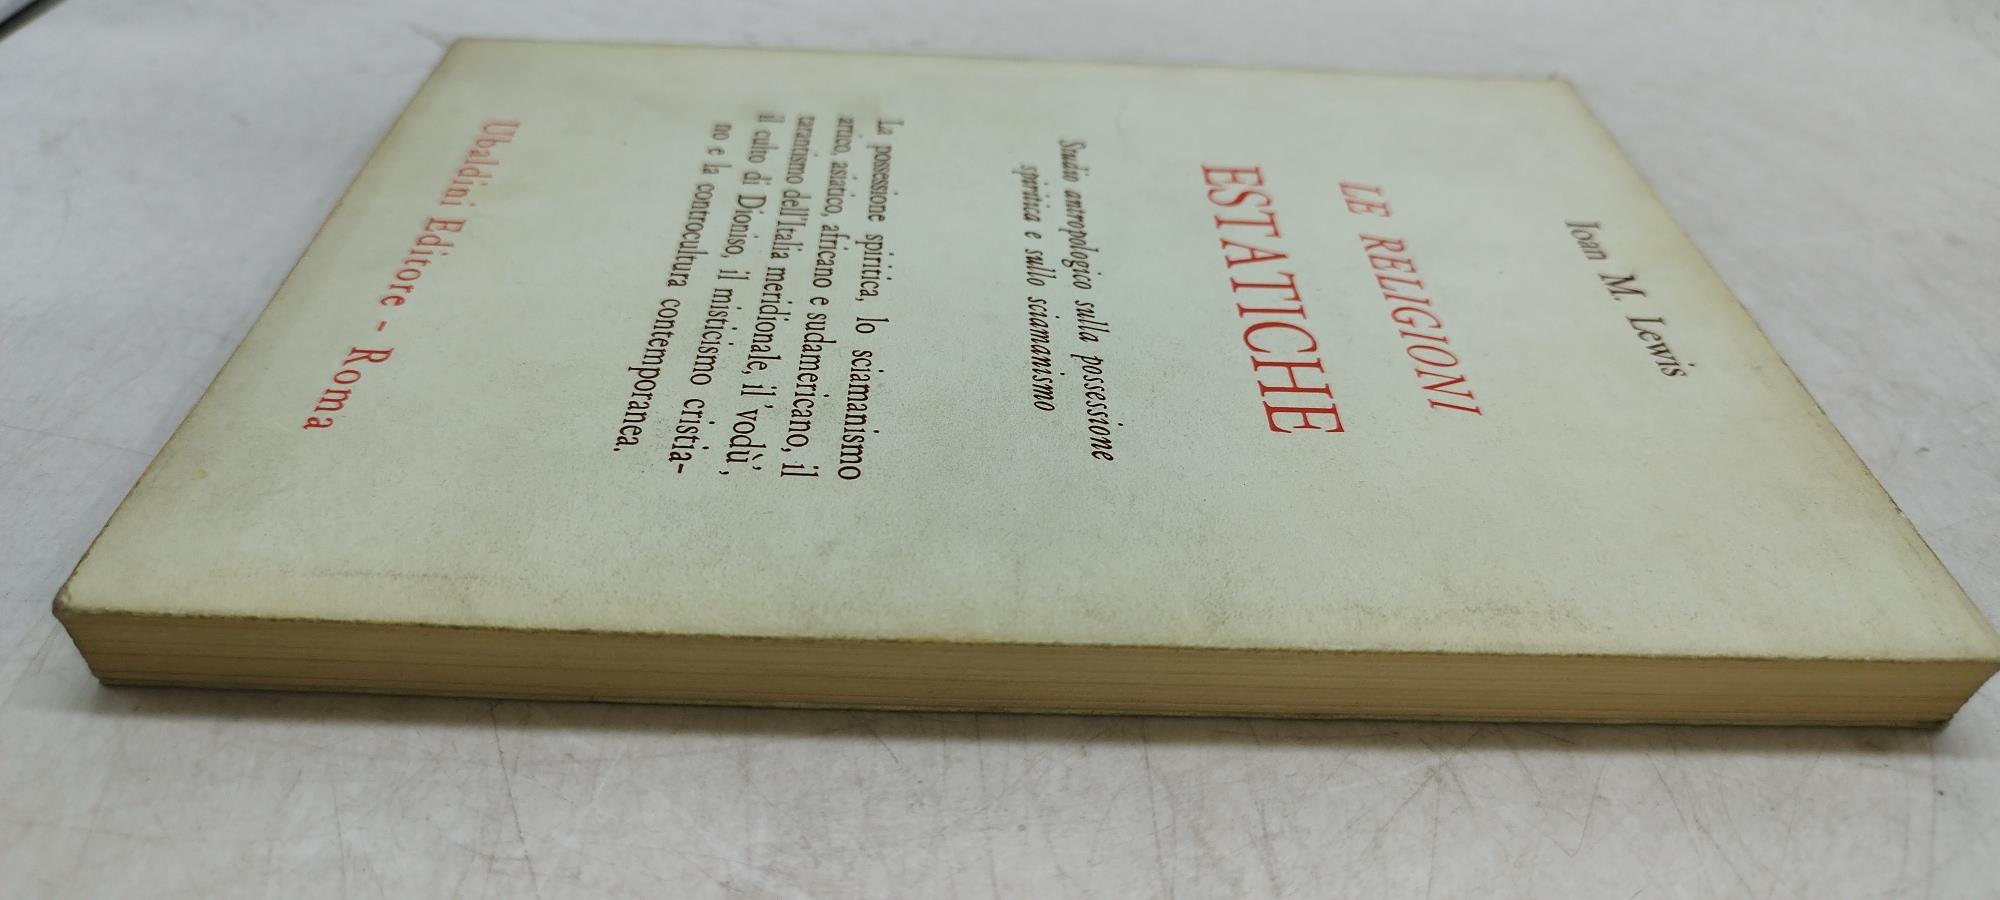 Ioan M. Lewis
LE RELIGIONI
ESTATICHE
Studio antropologico sulla possessione
spiritica e sullo sciamanismo
La possessione spiritica, lo sciamanismo
artico, asiatico, africano e sudamericano, il
tarantismo dell'Italia meridionale, il 'vodù',
il culto di Dioniso, il misticismo cristia-
no e la controcultura contemporanea.
Ubaldini Editore - Roma